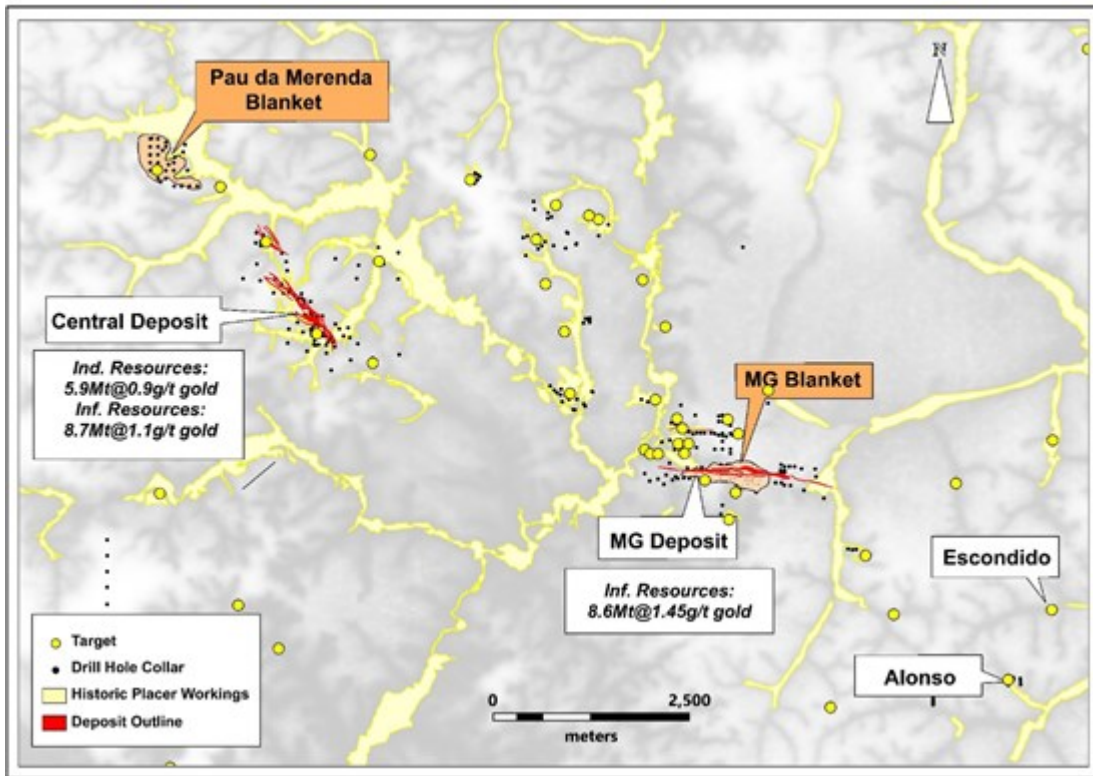 N
Pau da Merenda
Blanket
Central Deposit
Ind. Resources:
5.9Mt@0.9g/t gold
Inf. Resources:
8.7Mt@1.1g/t gold
MG Blanket
MG Deposit
Inf. Resources:
8.6Mt@1.45g/t gold
Escondido
Alonso
Target
Drill Hole Collar
Historic Placer Workings
Deposit Outline
0 2,500
meters